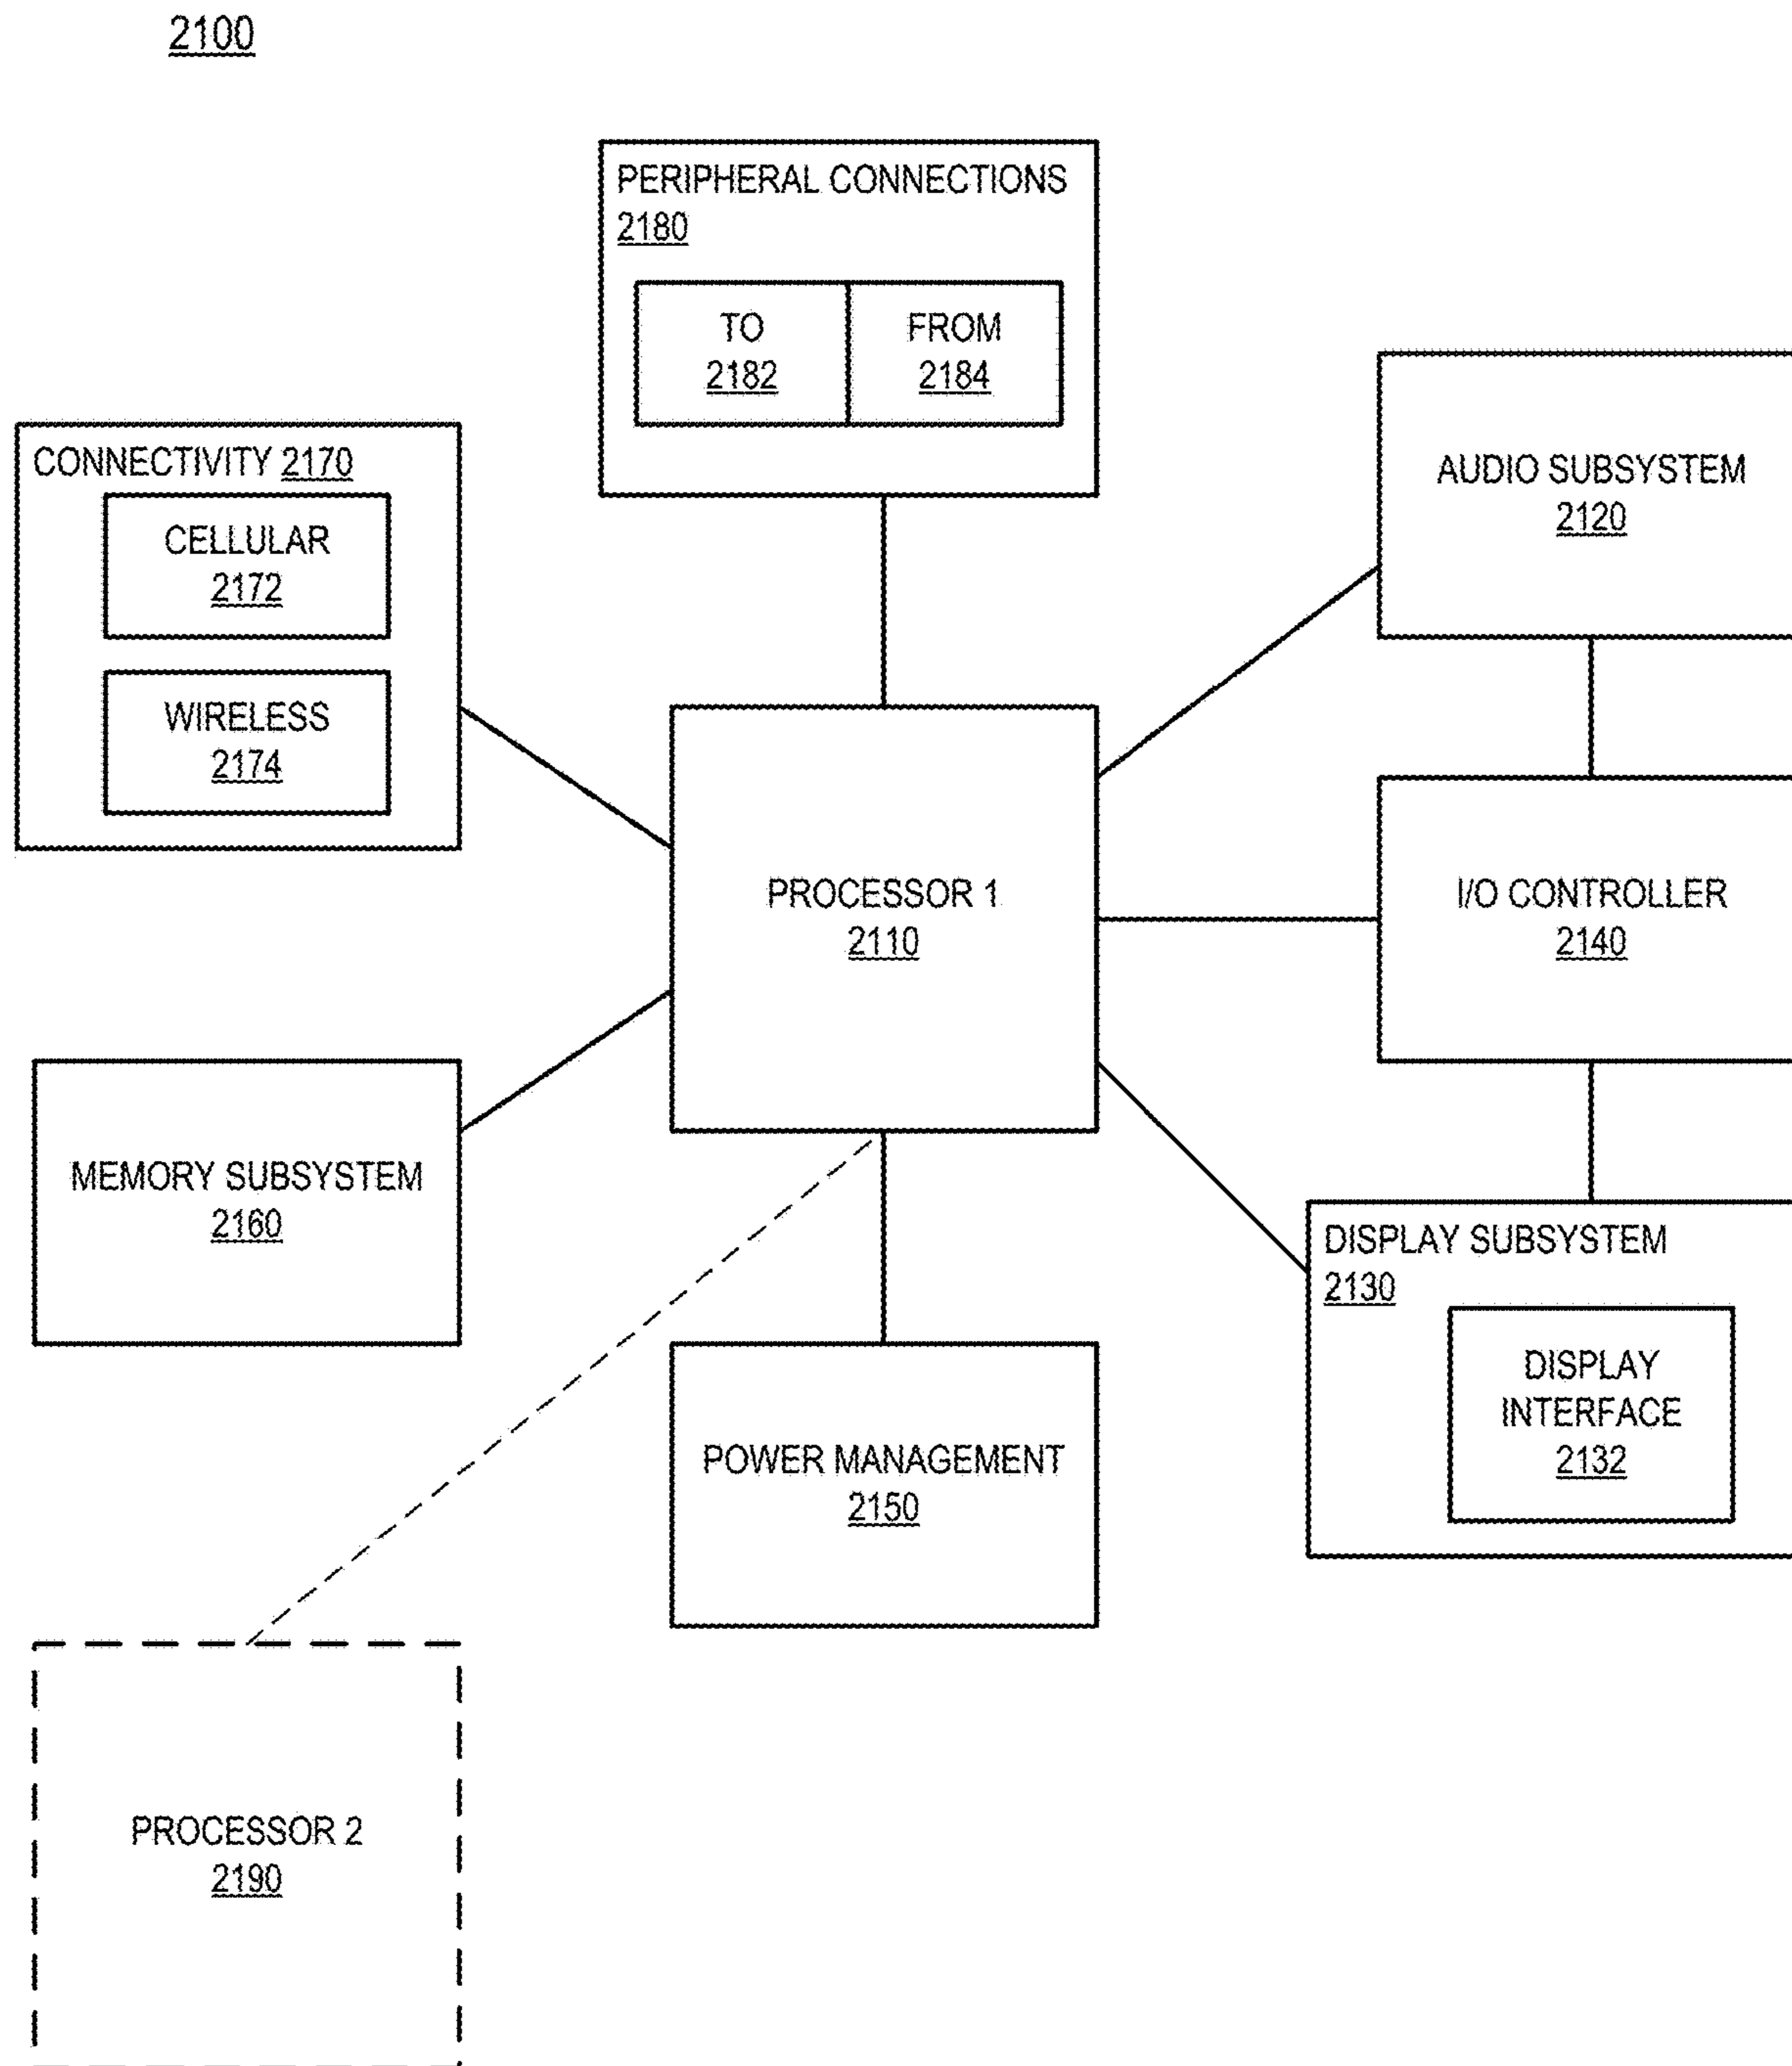 2100
PERIPHERAL CONNECTIONS
2180
TO
2182
FROM
2184
AUDIO SUBSYSTEM
2120
CONNECTIVITY 2170
CELLULAR
2172
WIRELESS
2174
PROCESSOR 1
2110
I/O CONTROLLER
2140
MEMORY SUBSYSTEM
2160
DISPLAY SUBSYSTEM
2130
DISPLAY
INTERFACE
2132
POWER MANAGEMENT
2150
PROCESSOR 2
2190